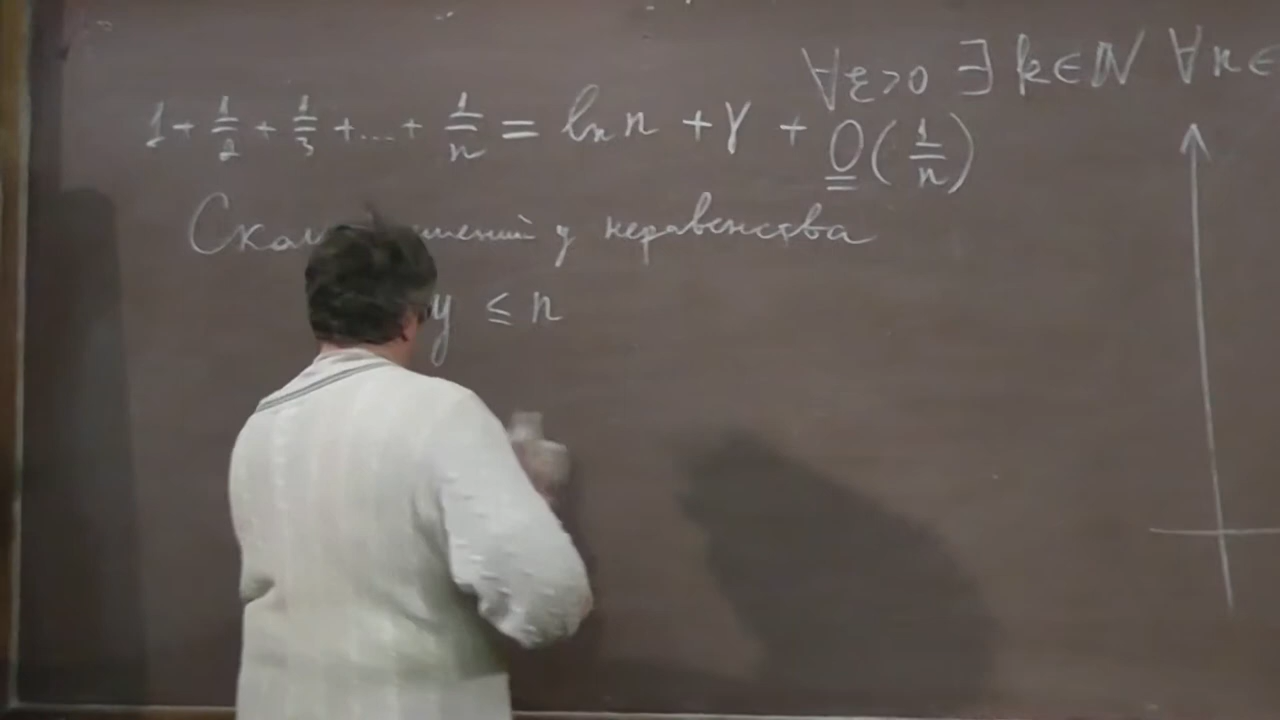 ∀ε>0 ∃ k∈ℕ ∀n∈
1 + 1/2 + 1/3 + ... + 1/n = ln n + γ + O(1/n)
у неравенства
y ≤ n